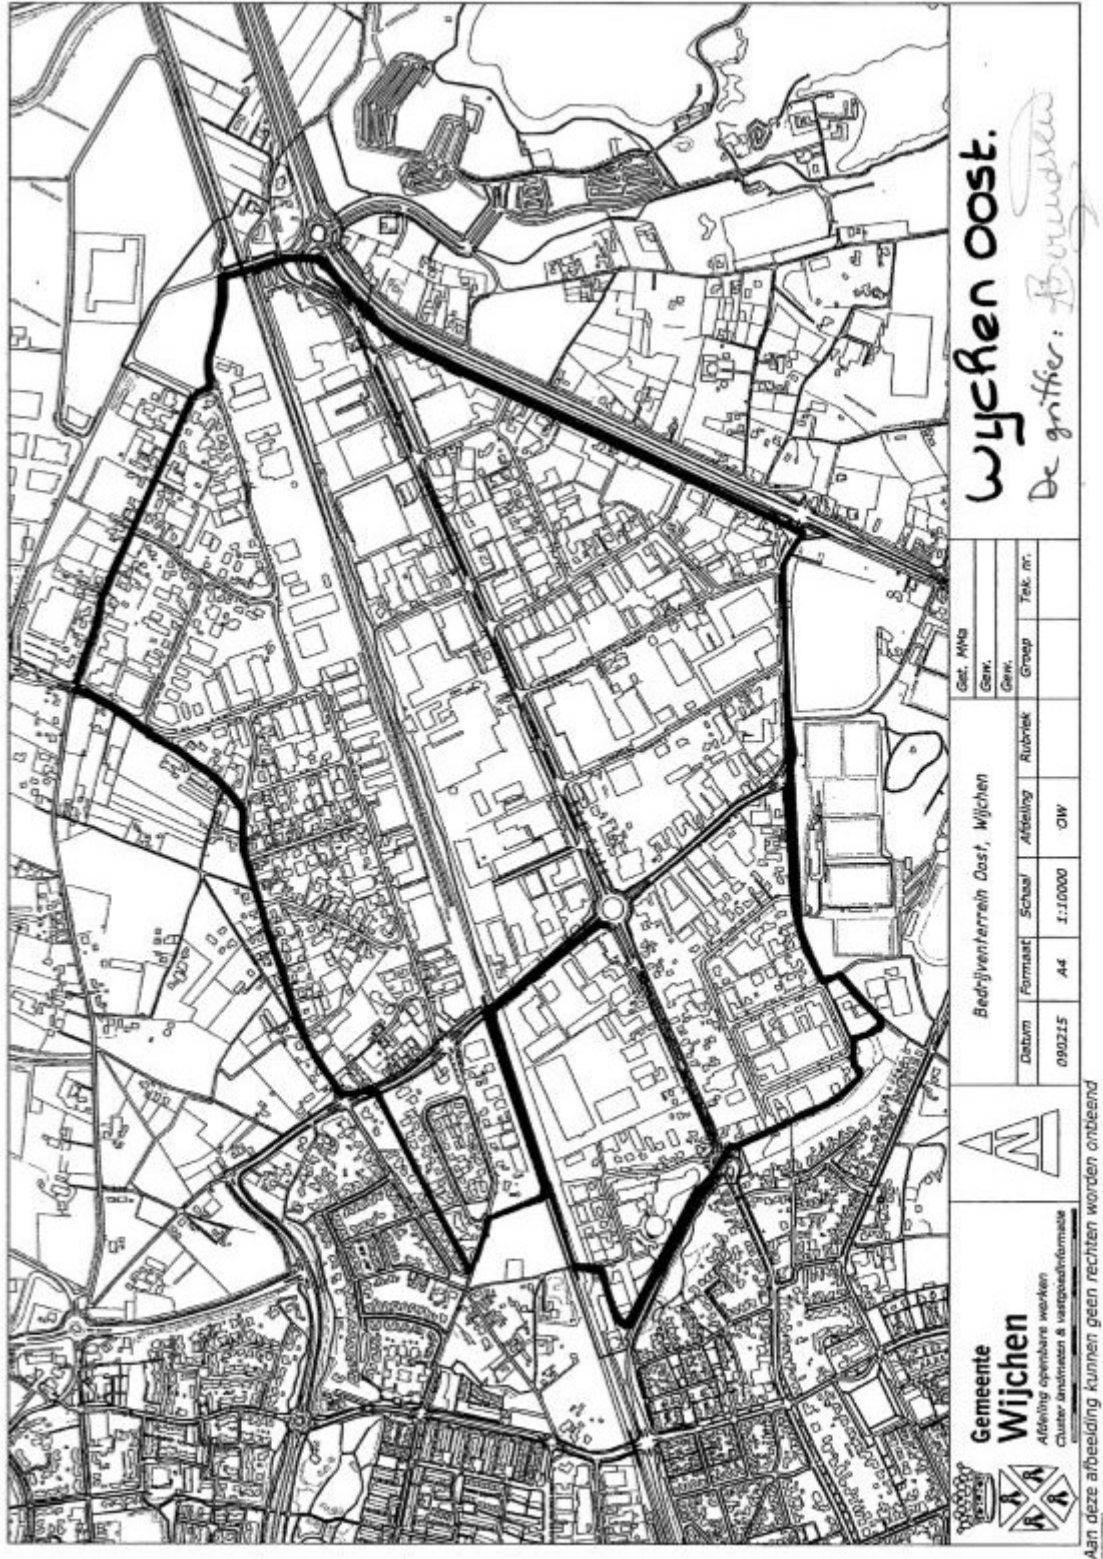 Gemeente
Wijchen
Afdeling openbare werken
Cluster landmeten & vastgoedinformatie
N
Bedrijventerrein Oost, Wijchen
Get. MMa
Gew.
Gew.
Datum Formaat Schaal Afdeling Rubriek Groep Tek. nr.
090215 A4 1:10000 OW
Wychen Oost.
De griffier:
Aan deze afbeelding kunnen geen rechten worden ontleend